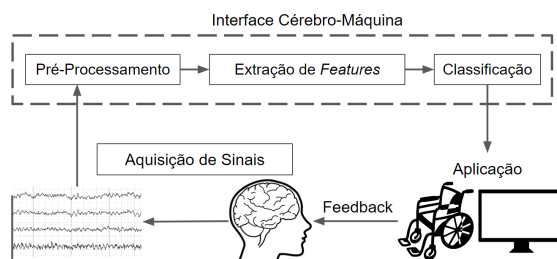 Interface Cérebro-Máquina
Pré-Processamento
Extração de Features
Classificação
Aquisição de Sinais
Aplicação
Feedback